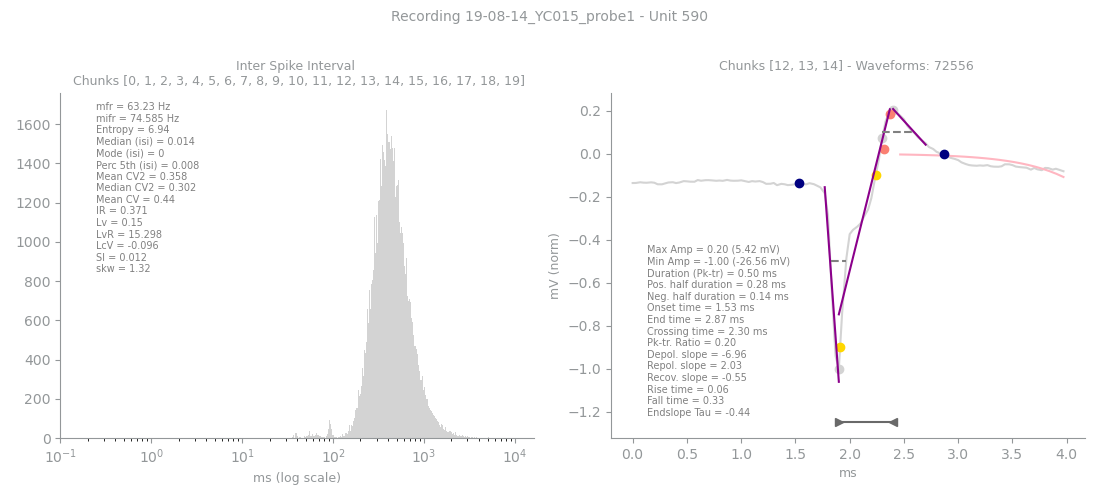 Recording 19-08-14_YC015_probe1 - Unit 590
Inter Spike Interval
Chunks [0, 1, 2, 3, 4, 5, 6, 7, 8, 9, 10, 11, 12, 13, 14, 15, 16, 17, 18, 19]
mfr = 63.23 Hz
mifr = 74.585 Hz
Entropy = 6.94
Median (isi) = 0.014
Mode (isi) = 0
Perc 5th (isi) = 0.008
Mean CV2 = 0.358
Median CV2 = 0.302
Mean CV = 0.44
IR = 0.371
Lv = 0.15
LvR = 15.298
LcV = -0.096
SI = 0.012
skw = 1.32
1600
1400
1200
1000
800
600
400
200
0
10⁻¹
10⁰
10¹
10²
10³
10⁴
ms (log scale)
Chunks [12, 13, 14] - Waveforms: 72556
mV (norm)
0.2
0.0
−0.2
−0.4
−0.6
−0.8
−1.0
−1.2
Max Amp = 0.20 (5.42 mV)
Min Amp = -1.00 (-26.56 mV)
Duration (Pk-tr) = 0.50 ms
Pos. half duration = 0.28 ms
Neg. half duration = 0.14 ms
Onset time = 1.53 ms
End time = 2.87 ms
Crossing time = 2.30 ms
Pk-tr. Ratio = 0.20
Depol. slope = -6.96
Repol. slope = 2.03
Recov. slope = -0.55
Rise time = 0.06
Fall time = 0.33
Endslope Tau = -0.44
0.0
0.5
1.0
1.5
2.0
2.5
3.0
3.5
4.0
ms